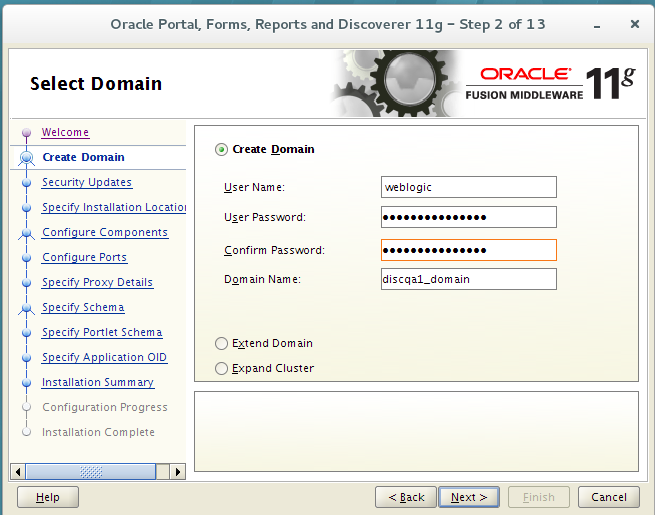 Oracle Portal, Forms, Reports and Discoverer 11g – Step 2 of 13
Select Domain
ORACLE
FUSION MIDDLEWARE
11g
Welcome
Create Domain
Security Updates
Specify Installation Location
Configure Components
Configure Ports
Specify Proxy Details
Specify Schema
Specify Portlet Schema
Specify Application OID
Installation Summary
Configuration Progress
Installation Complete
Create Domain
User Name: weblogic
User Password: ●●●●●●●●●●●●●●●
Confirm Password: ●●●●●●●●●●●●●●●
Domain Name: discqa1_domain
Extend Domain
Expand Cluster
Help < Back Next > Finish Cancel